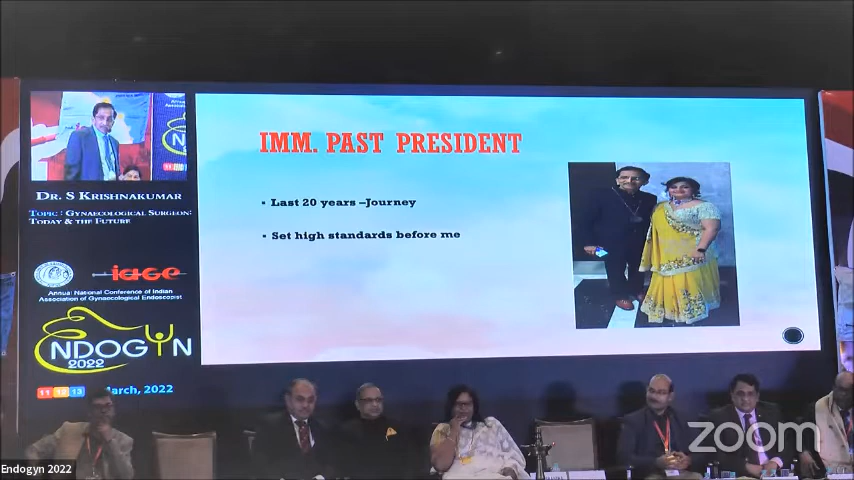 Dr. S Krishnakumar
Topic : Gynaecological Surgeon:
Today & the Future
iage
Annual National Conference of Indian
Association of Gynaecological Endoscopist
ENDOGYN
2022
11 12 13 March, 2022
IMM. PAST PRESIDENT
▪ Last 20 years –Journey
▪ Set high standards before me
zoom
Endogyn 2022